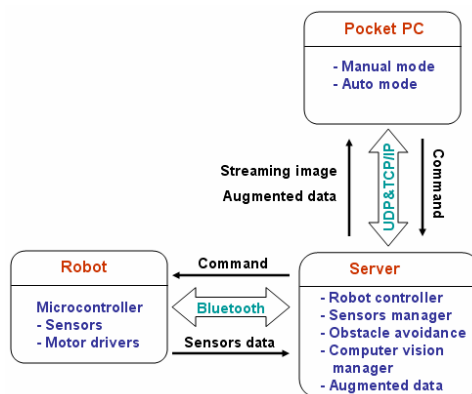 Pocket PC
- Manual mode
- Auto mode
Streaming image
Augmented data
UDP&TCP/IP
Command
Robot
Microcontroller
- Sensors
- Motor drivers
Command
Bluetooth
Sensors data
Server
- Robot controller
- Sensors manager
- Obstacle avoidance
- Computer vision
manager
- Augmented data